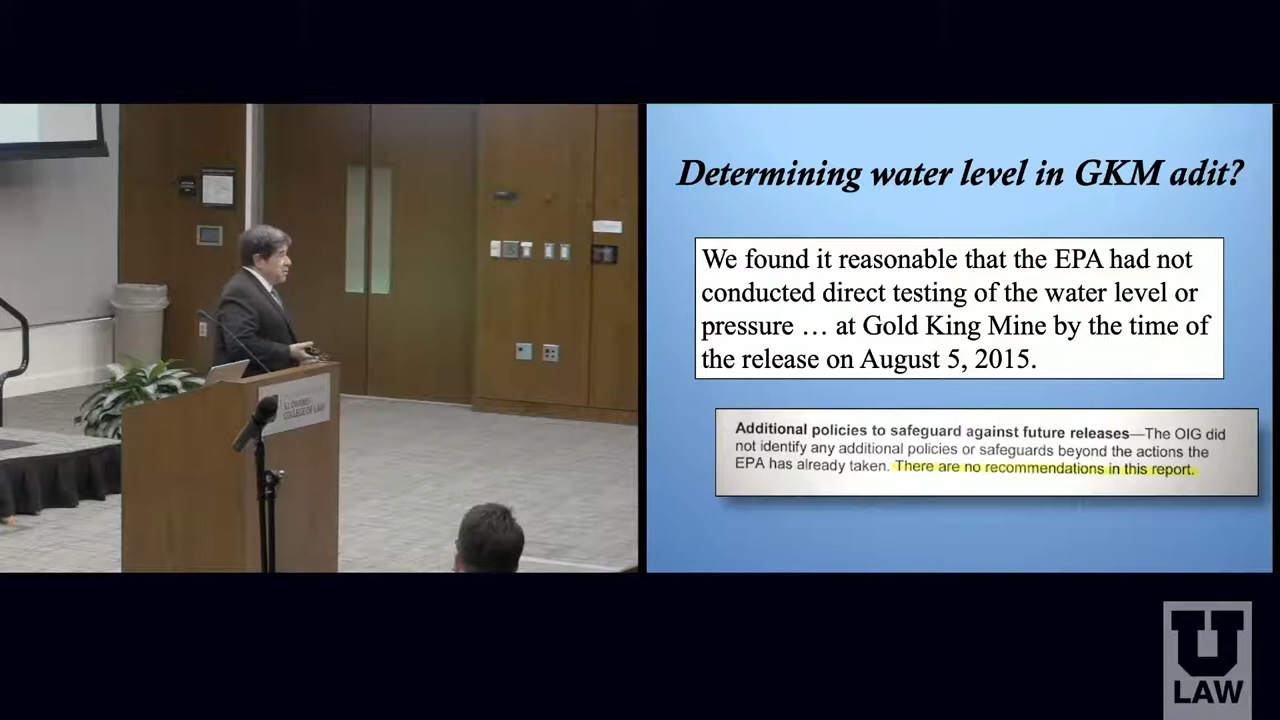 Determining water level in GKM adit?
We found it reasonable that the EPA had not
conducted direct testing of the water level or
pressure … at Gold King Mine by the time of
the release on August 5, 2015.
Additional policies to safeguard against future releases—The OIG did
not identify any additional policies or safeguards beyond the actions the
EPA has already taken. There are no recommendations in this report.
S.J. QUINNEY
COLLEGE OF LAW
U
LAW